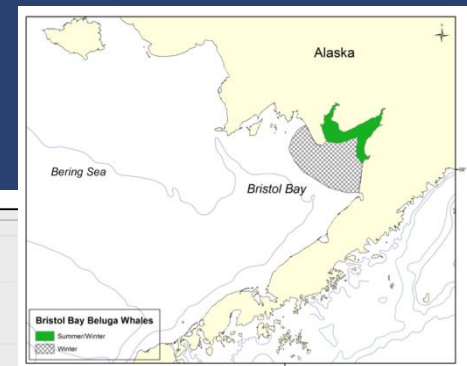 Alaska
Bering Sea
Bristol Bay
Bristol Bay Beluga Whales
Summer/Winter
Winter